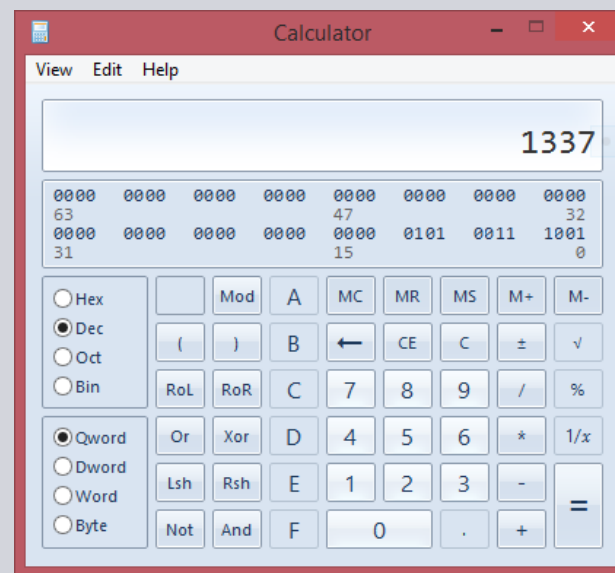 Calculator
View Edit Help
1337
0000 0000 0000 0000 0000 0000 0000 0000
63 47 32
0000 0000 0000 0000 0000 0101 0011 1001
31 15 0
Hex Mod A MC MR MS M+ M-
Dec ( ) B ← CE C ± √
Oct
Bin RoL RoR C 7 8 9 / %
Qword Or Xor D 4 5 6 * 1/x
Dword
Word Lsh Rsh E 1 2 3 - =
Byte Not And F 0 . +